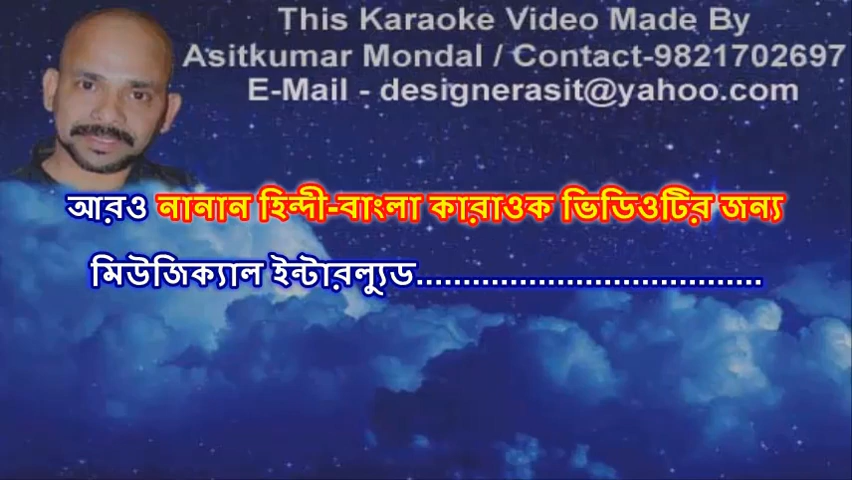 This Karaoke Video Made By
Asitkumar Mondal / Contact-9821702697
E-Mail - designerasit@yahoo.com
আরও নানান হিন্দী-বাংলা কারাওক ভিডিওটির জন্য
মিউজিক্যাল ইন্টারল্যুড.....................................